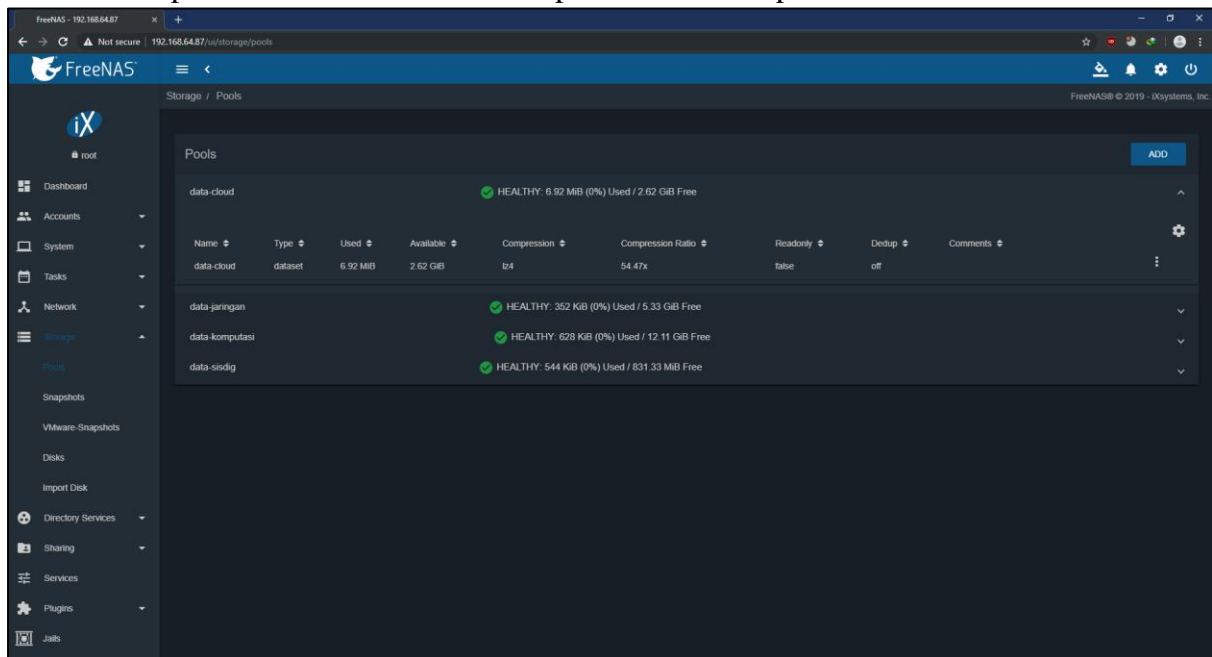 FreeNAS - 192.168.64.87
Not secure 192.168.64.87/ui/storage/pools
FreeNAS
Storage / Pools
FreeNAS® © 2019 - iXsystems, Inc.
iX
root
Pools
ADD
Dashboard
data-cloud HEALTHY: 6.92 MiB (0%) Used / 2.62 GiB Free
Accounts
System
Name Type Used Available Compression Compression Ratio Readonly Dedup Comments
data-cloud dataset 6.92 MiB 2.62 GiB lz4 54.47x false off
Tasks
Network
data-jaringan HEALTHY: 352 KiB (0%) Used / 5.33 GiB Free
Storage
data-komputasi HEALTHY: 628 KiB (0%) Used / 12.11 GiB Free
Pools
data-sisdig HEALTHY: 544 KiB (0%) Used / 831.33 MiB Free
Snapshots
VMware-Snapshots
Disks
Import Disk
Directory Services
Sharing
Services
Plugins
Jails